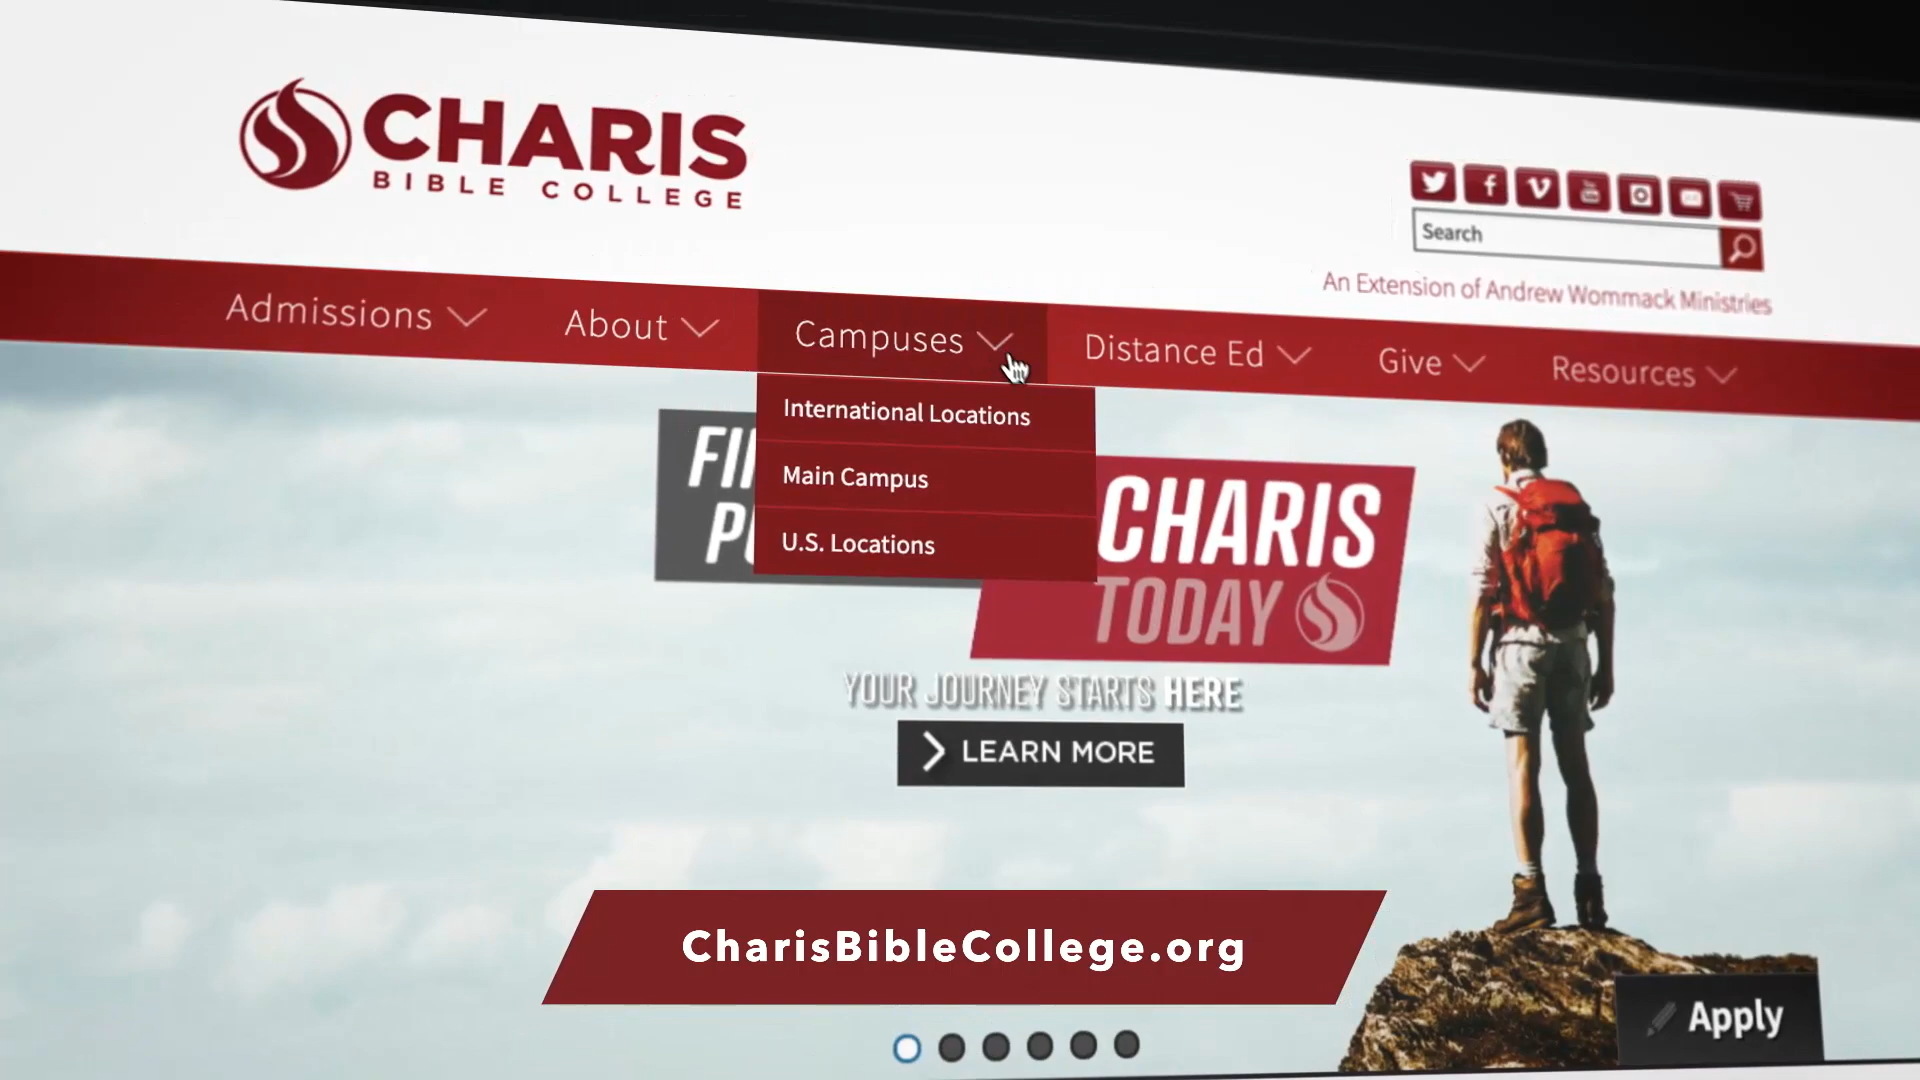 CHARIS
BIBLE COLLEGE
Search
An Extension of Andrew Wommack Ministries
Admissions
About
Campuses
Distance Ed
Give
Resources
International Locations
Main Campus
U.S. Locations
CHARIS
TODAY
YOUR JOURNEY STARTS HERE
LEARN MORE
CharisBibleCollege.org
Apply